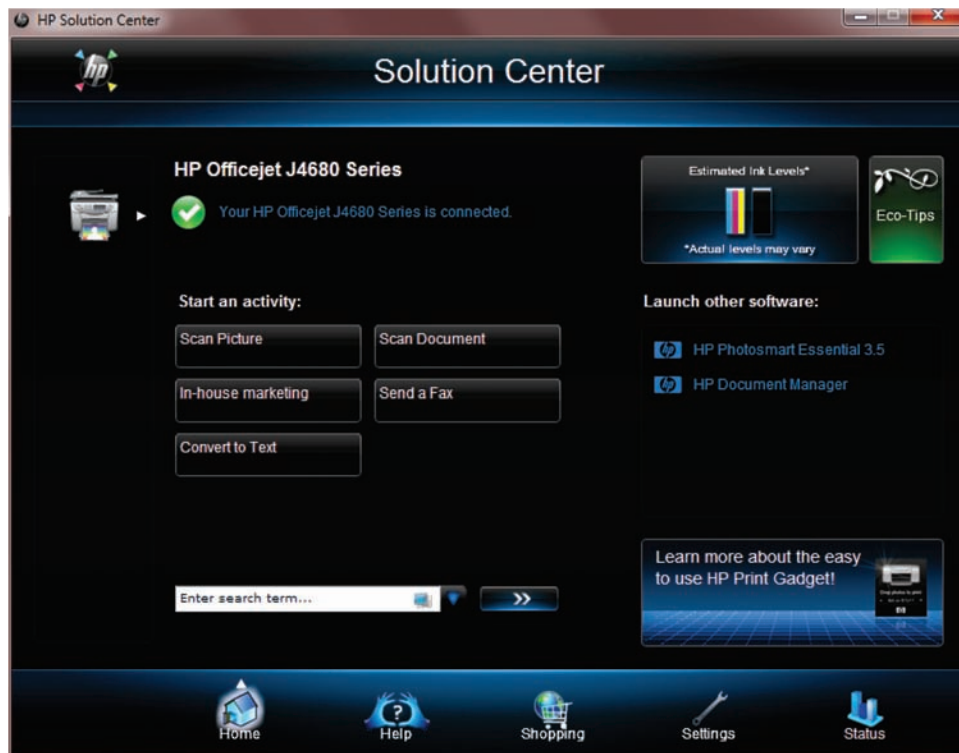 HP Solution Center
hp
Solution Center
HP Officejet J4680 Series
Your HP Officejet J4680 Series is connected.
Estimated Ink Levels*
*Actual levels may vary
Eco-Tips
Start an activity:
Scan Picture
Scan Document
In-house marketing
Send a Fax
Convert to Text
Launch other software:
hp HP Photosmart Essential 3.5
hp HP Document Manager
Enter search term...
Learn more about the easy
to use HP Print Gadget!
Home
Help
Shopping
Settings
Status